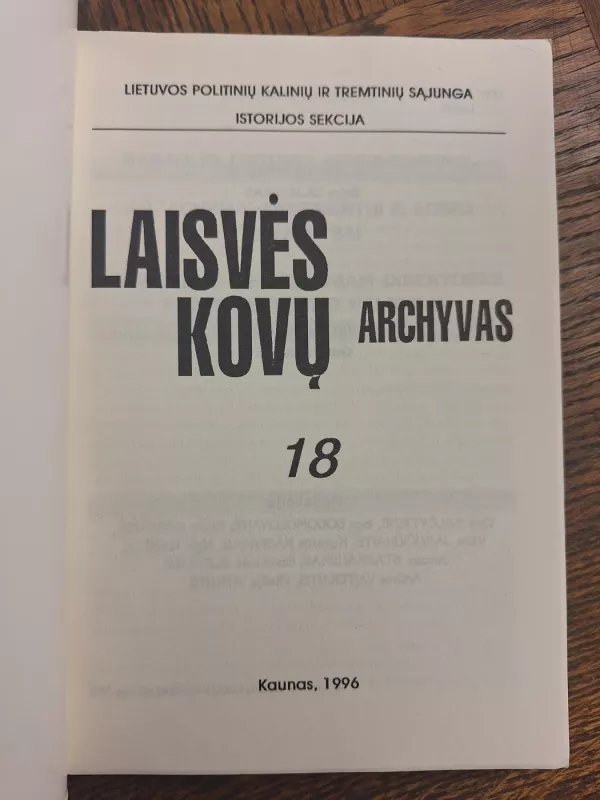 LIETUVOS POLITINIŲ KALINIŲ IR TREMTINIŲ SĄJUNGA
ISTORIJOS SEKCIJA
LAISVĖS
KOVŲ ARCHYVAS
18
Kaunas, 1996